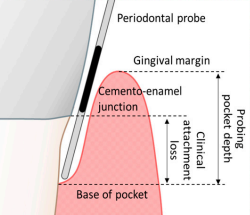 Periodontal probe
Gingival margin
Cemento-enamel
junction
Clinical
attachment
loss
Probing
pocket depth
Base of pocket